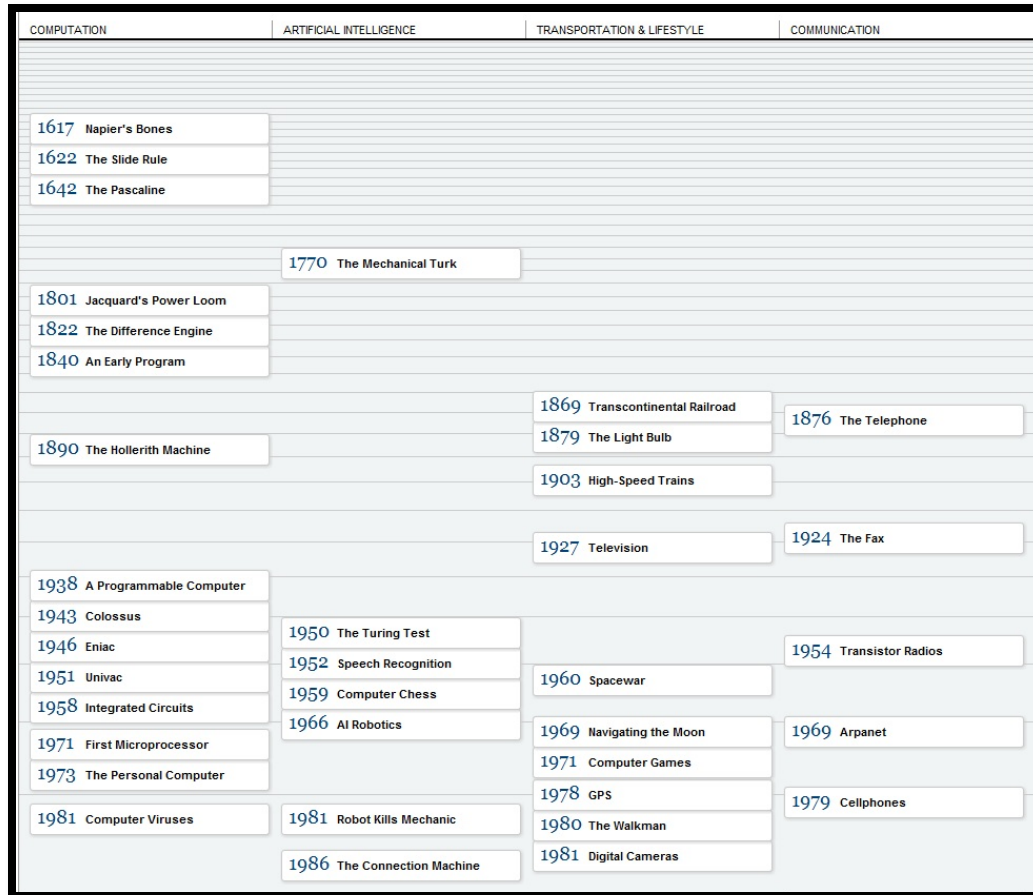 COMPUTATION
ARTIFICIAL INTELLIGENCE
TRANSPORTATION & LIFESTYLE
COMMUNICATION
1617 Napier's Bones
1622 The Slide Rule
1642 The Pascaline
1801 Jacquard's Power Loom
1822 The Difference Engine
1840 An Early Program
1890 The Hollerith Machine
1938 A Programmable Computer
1943 Colossus
1946 Eniac
1951 Univac
1958 Integrated Circuits
1971 First Microprocessor
1973 The Personal Computer
1981 Computer Viruses
1770 The Mechanical Turk
1950 The Turing Test
1952 Speech Recognition
1959 Computer Chess
1966 AI Robotics
1981 Robot Kills Mechanic
1986 The Connection Machine
1869 Transcontinental Railroad
1879 The Light Bulb
1903 High-Speed Trains
1927 Television
1960 Spacewar
1969 Navigating the Moon
1971 Computer Games
1978 GPS
1980 The Walkman
1981 Digital Cameras
1876 The Telephone
1924 The Fax
1954 Transistor Radios
1969 Arpanet
1979 Cellphones